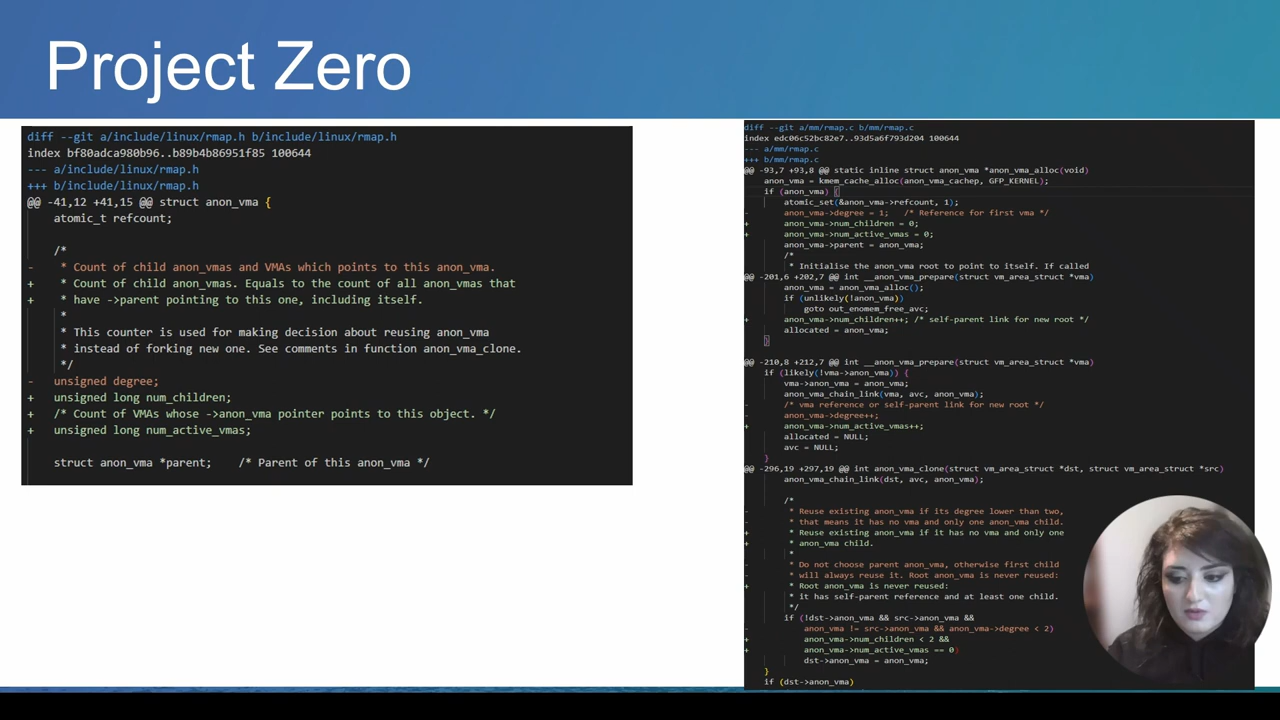 Project Zero
diff --git a/include/linux/rmap.h b/include/linux/rmap.h
index bf80adca980b96..b89b4b86951f85 100644
--- a/include/linux/rmap.h
+++ b/include/linux/rmap.h
@@ -41,12 +41,15 @@ struct anon_vma {
atomic_t refcount;
/*
- * Count of child anon_vmas and VMAs which points to this anon_vma.
+ * Count of child anon_vmas. Equals to the count of all anon_vmas that
+ * have ->parent pointing to this one, including itself.
*
* This counter is used for making decision about reusing anon_vma
* instead of forking new one. See comments in function anon_vma_clone.
*/
- unsigned degree;
+ unsigned long num_children;
+ /* Count of VMAs whose ->anon_vma pointer points to this object. */
+ unsigned long num_active_vmas;
struct anon_vma *parent; /* Parent of this anon_vma */
diff --git a/mm/rmap.c b/mm/rmap.c
index edc06c52bc82e7..93d5a6f793d204 100644
--- a/mm/rmap.c
+++ b/mm/rmap.c
@@ -93,7 +93,8 @@ static inline struct anon_vma *anon_vma_alloc(void)
anon_vma = kmem_cache_alloc(anon_vma_cachep, GFP_KERNEL);
if (anon_vma) {
atomic_set(&anon_vma->refcount, 1);
- anon_vma->degree = 1; /* Reference for first vma */
+ anon_vma->num_children = 0;
+ anon_vma->num_active_vmas = 0;
anon_vma->parent = anon_vma;
/*
* Initialise the anon_vma root to point to itself. If called
@@ -201,6 +202,7 @@ int __anon_vma_prepare(struct vm_area_struct *vma)
anon_vma = anon_vma_alloc();
if (unlikely(!anon_vma))
goto out_enomem_free_avc;
+ anon_vma->num_children++; /* self-parent link for new root */
allocated = anon_vma;
}
@@ -210,8 +212,7 @@ int __anon_vma_prepare(struct vm_area_struct *vma)
if (likely(!vma->anon_vma)) {
vma->anon_vma = anon_vma;
anon_vma_chain_link(vma, avc, anon_vma);
- /* vma reference or self-parent link for new root */
- anon_vma->degree++;
+ anon_vma->num_active_vmas++;
allocated = NULL;
avc = NULL;
}
@@ -296,19 +297,19 @@ int anon_vma_clone(struct vm_area_struct *dst, struct vm_area_struct *src)
anon_vma_chain_link(dst, avc, anon_vma);
/*
- * Reuse existing anon_vma if its degree lower than two,
- * that means it has no vma and only one anon_vma child.
+ * Reuse existing anon_vma if it has no vma and only one
+ * anon_vma child.
*
- * Do not choose parent anon_vma, otherwise first child
- * will always reuse it. Root anon_vma is never reused:
+ * Root anon_vma is never reused:
* it has self-parent reference and at least one child.
*/
if (!dst->anon_vma && src->anon_vma &&
- anon_vma != src->anon_vma && anon_vma->degree < 2)
+ anon_vma->num_children < 2 &&
+ anon_vma->num_active_vmas == 0)
dst->anon_vma = anon_vma;
}
if (dst->anon_vma)